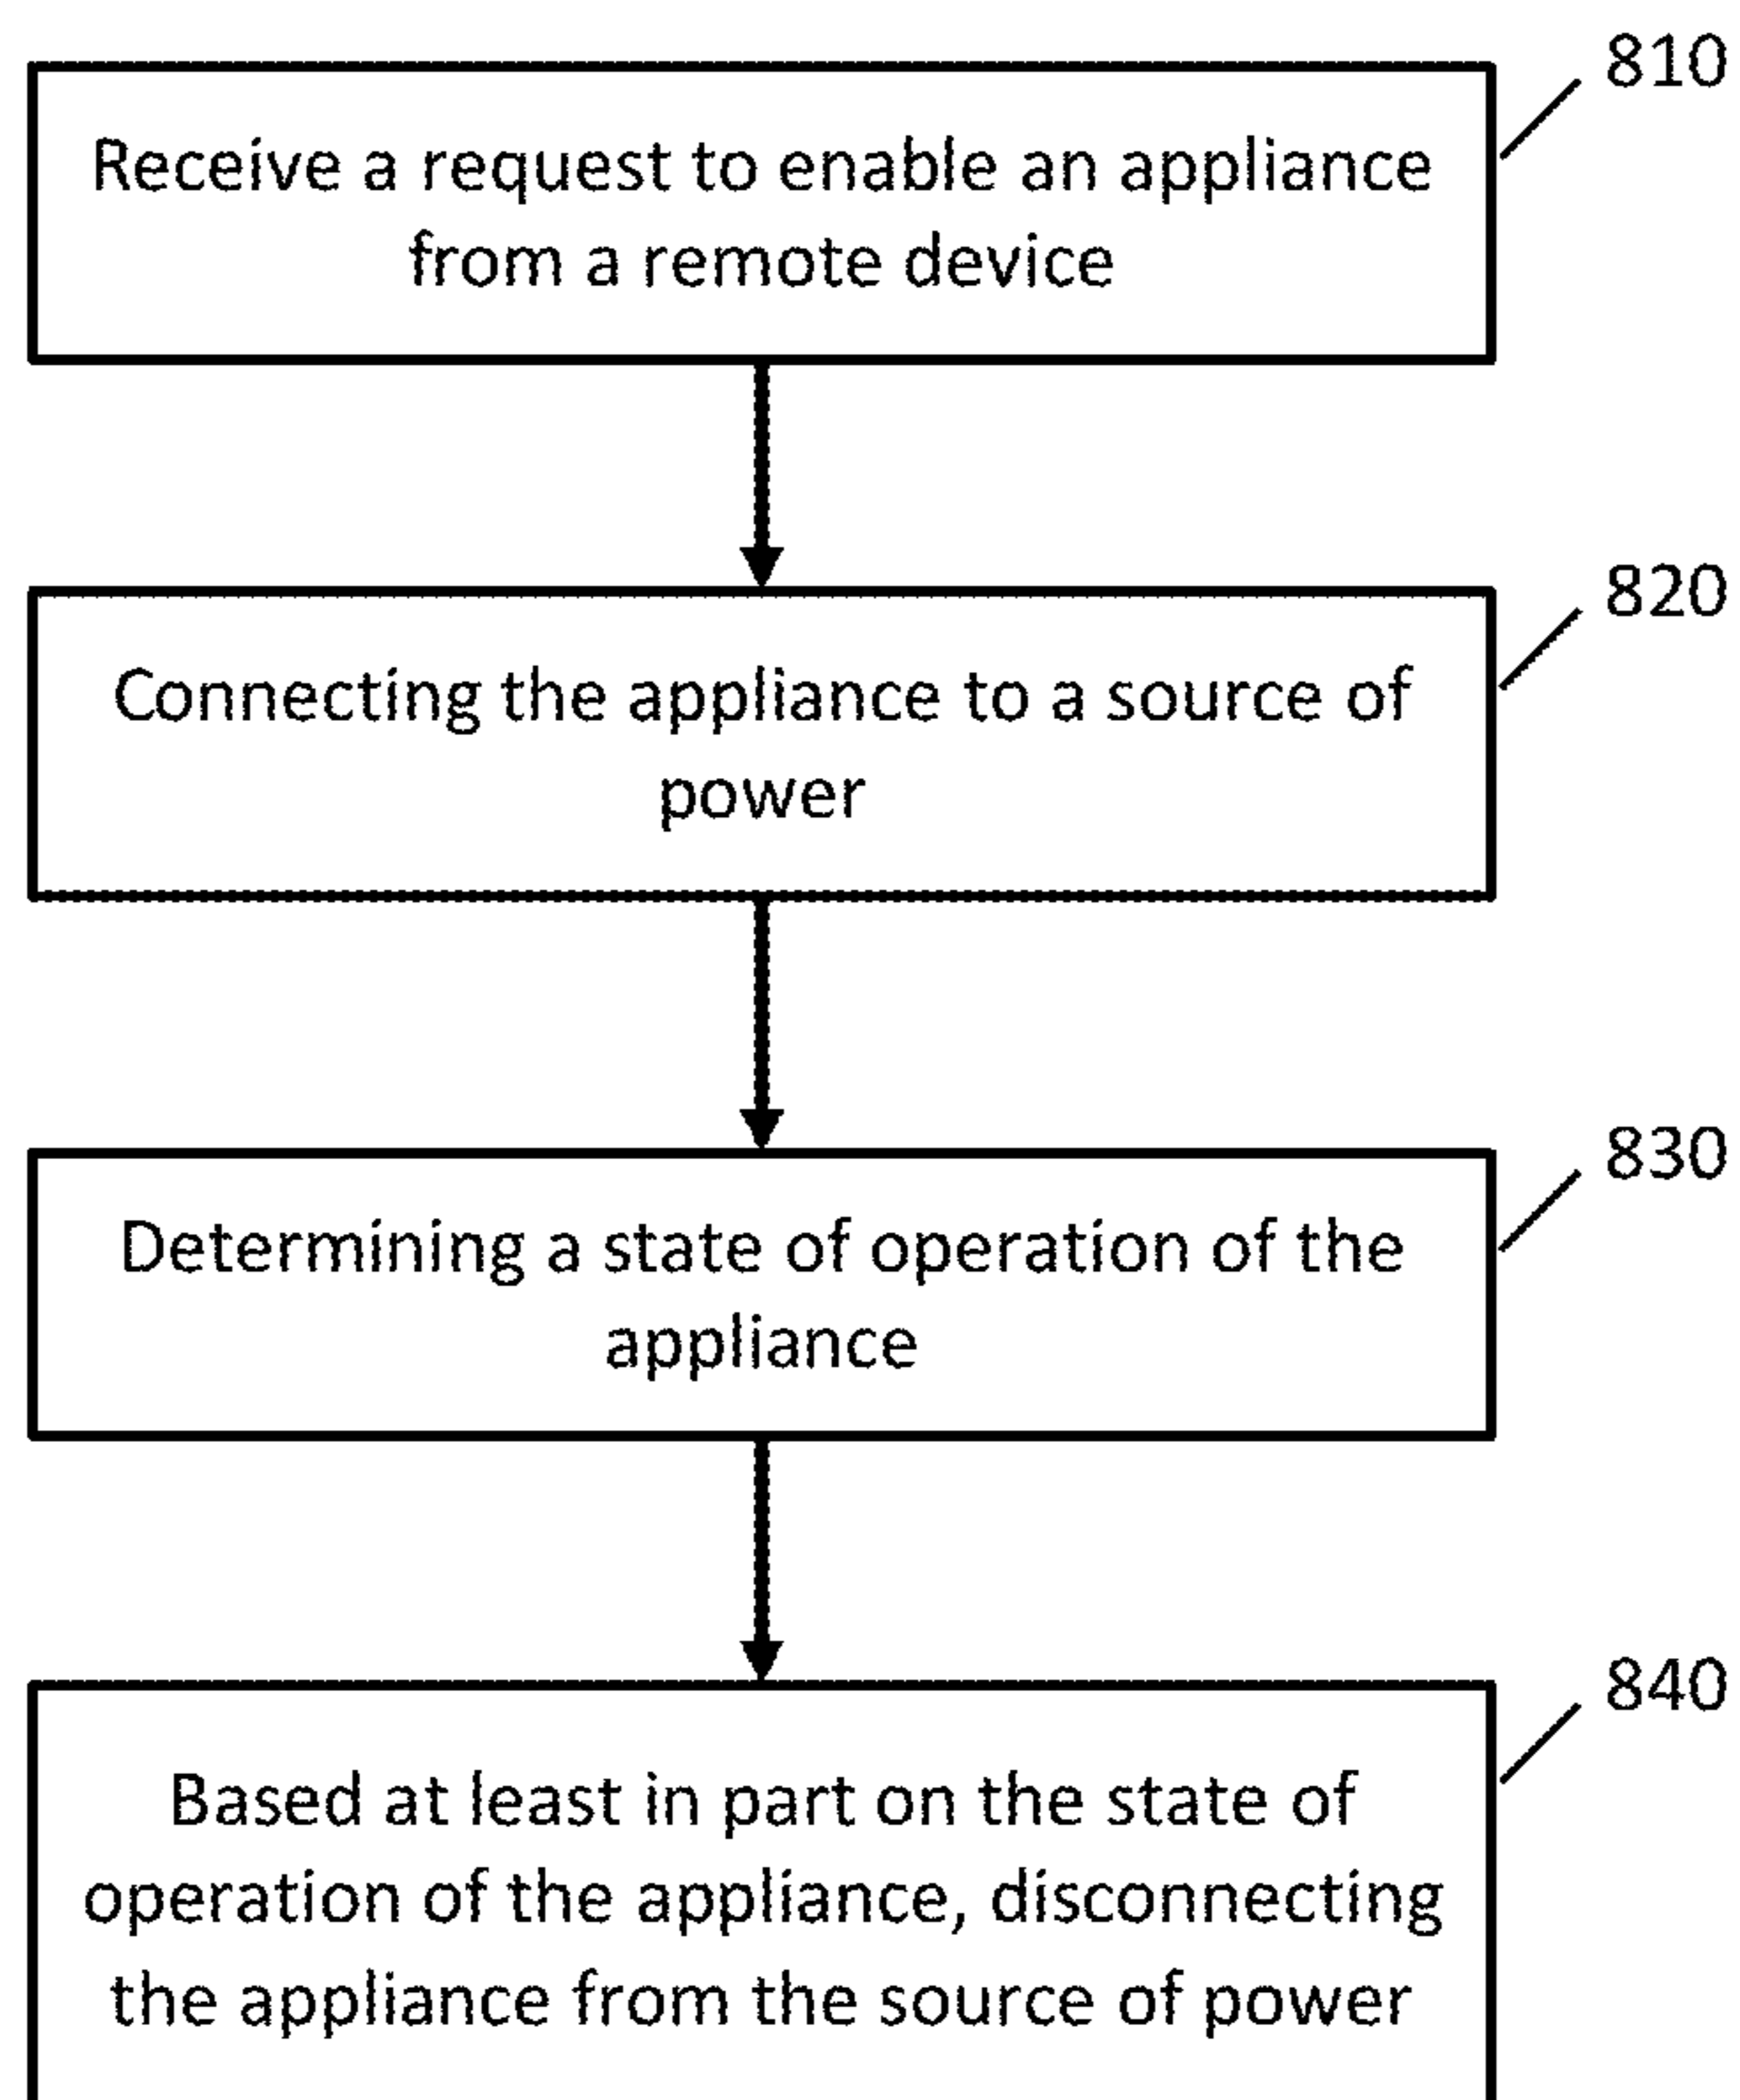 810
Receive a request to enable an appliance
from a remote device
820
Connecting the appliance to a source of
power
830
Determining a state of operation of the
appliance
840
Based at least in part on the state of
operation of the appliance, disconnecting
the appliance from the source of power